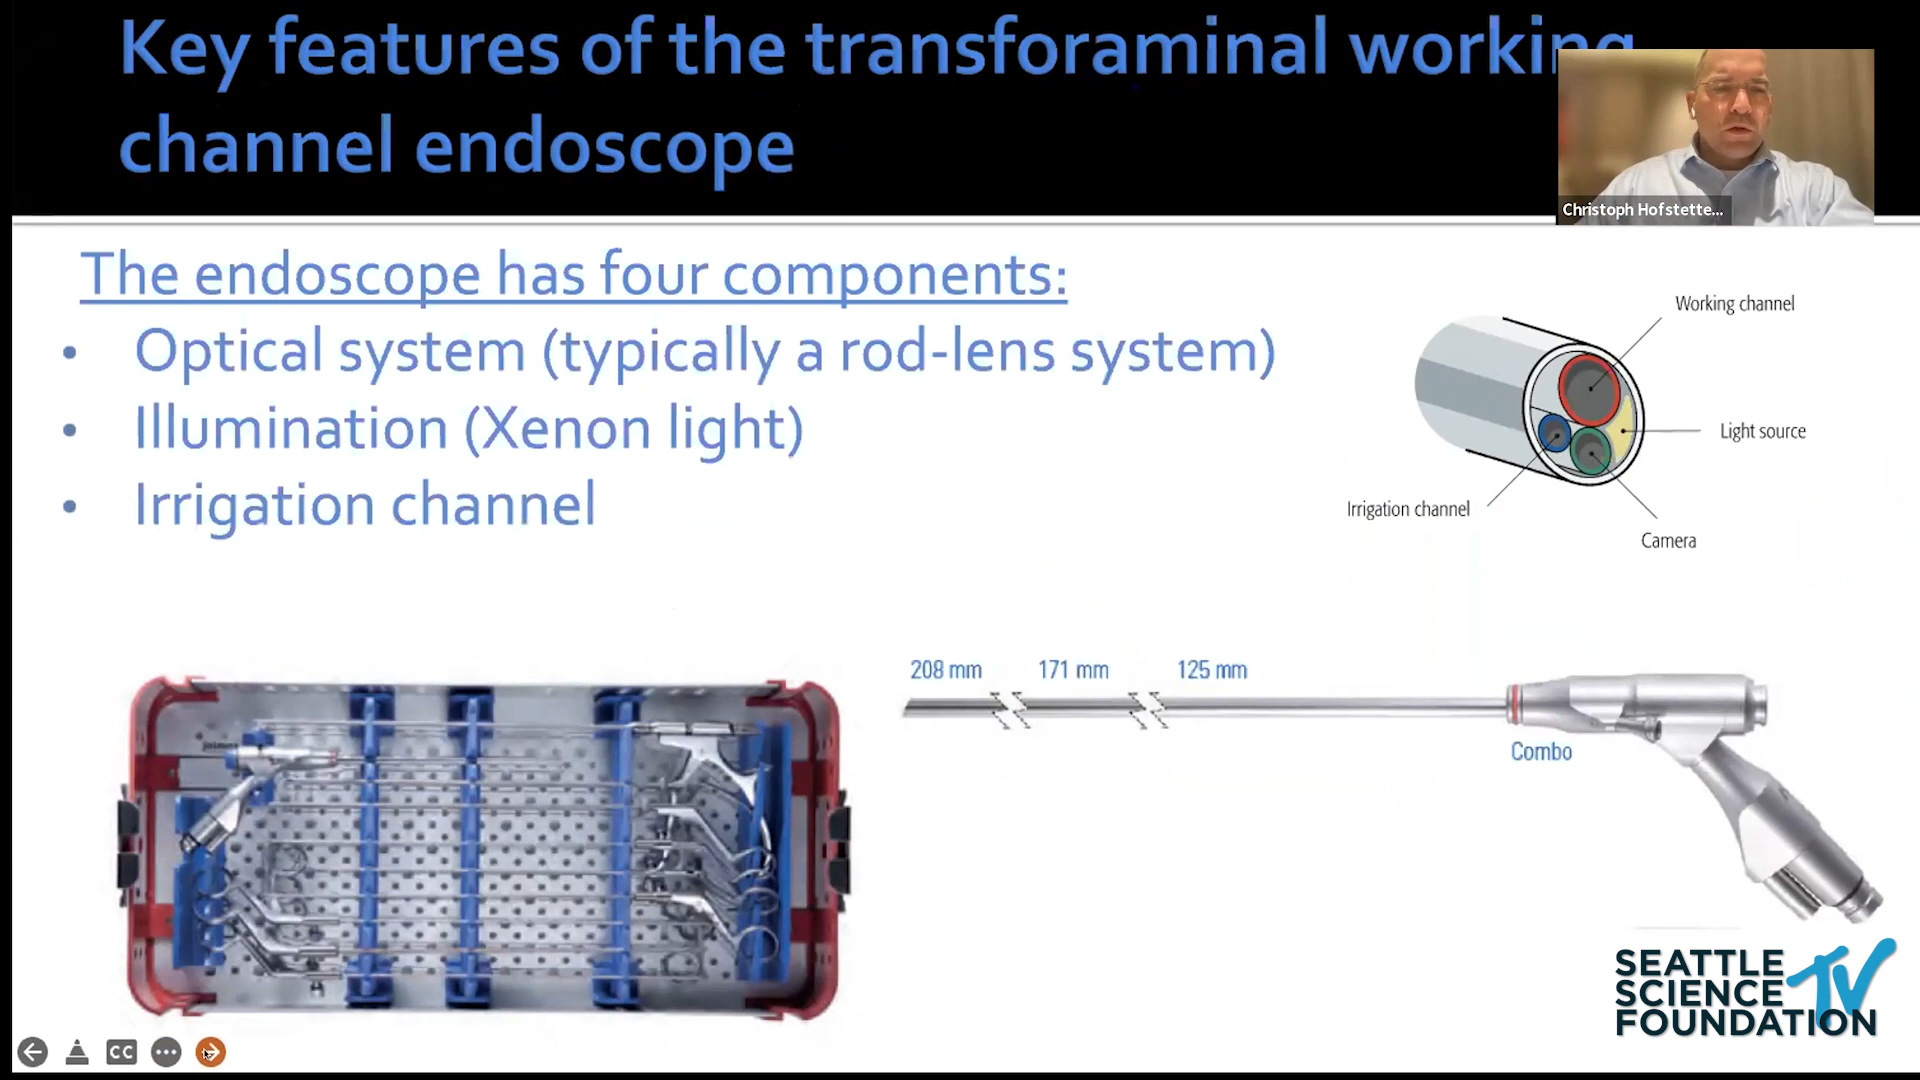 Key features of the transforaminal working
channel endoscope
Christoph Hofstette...
The endoscope has four components:
• Optical system (typically a rod-lens system)
• Illumination (Xenon light)
• Irrigation channel
Working channel
Light source
Irrigation channel
Camera
208 mm
171 mm
125 mm
Combo
joimax
CC
SEATTLE
SCIENCE
FOUNDATION
TV